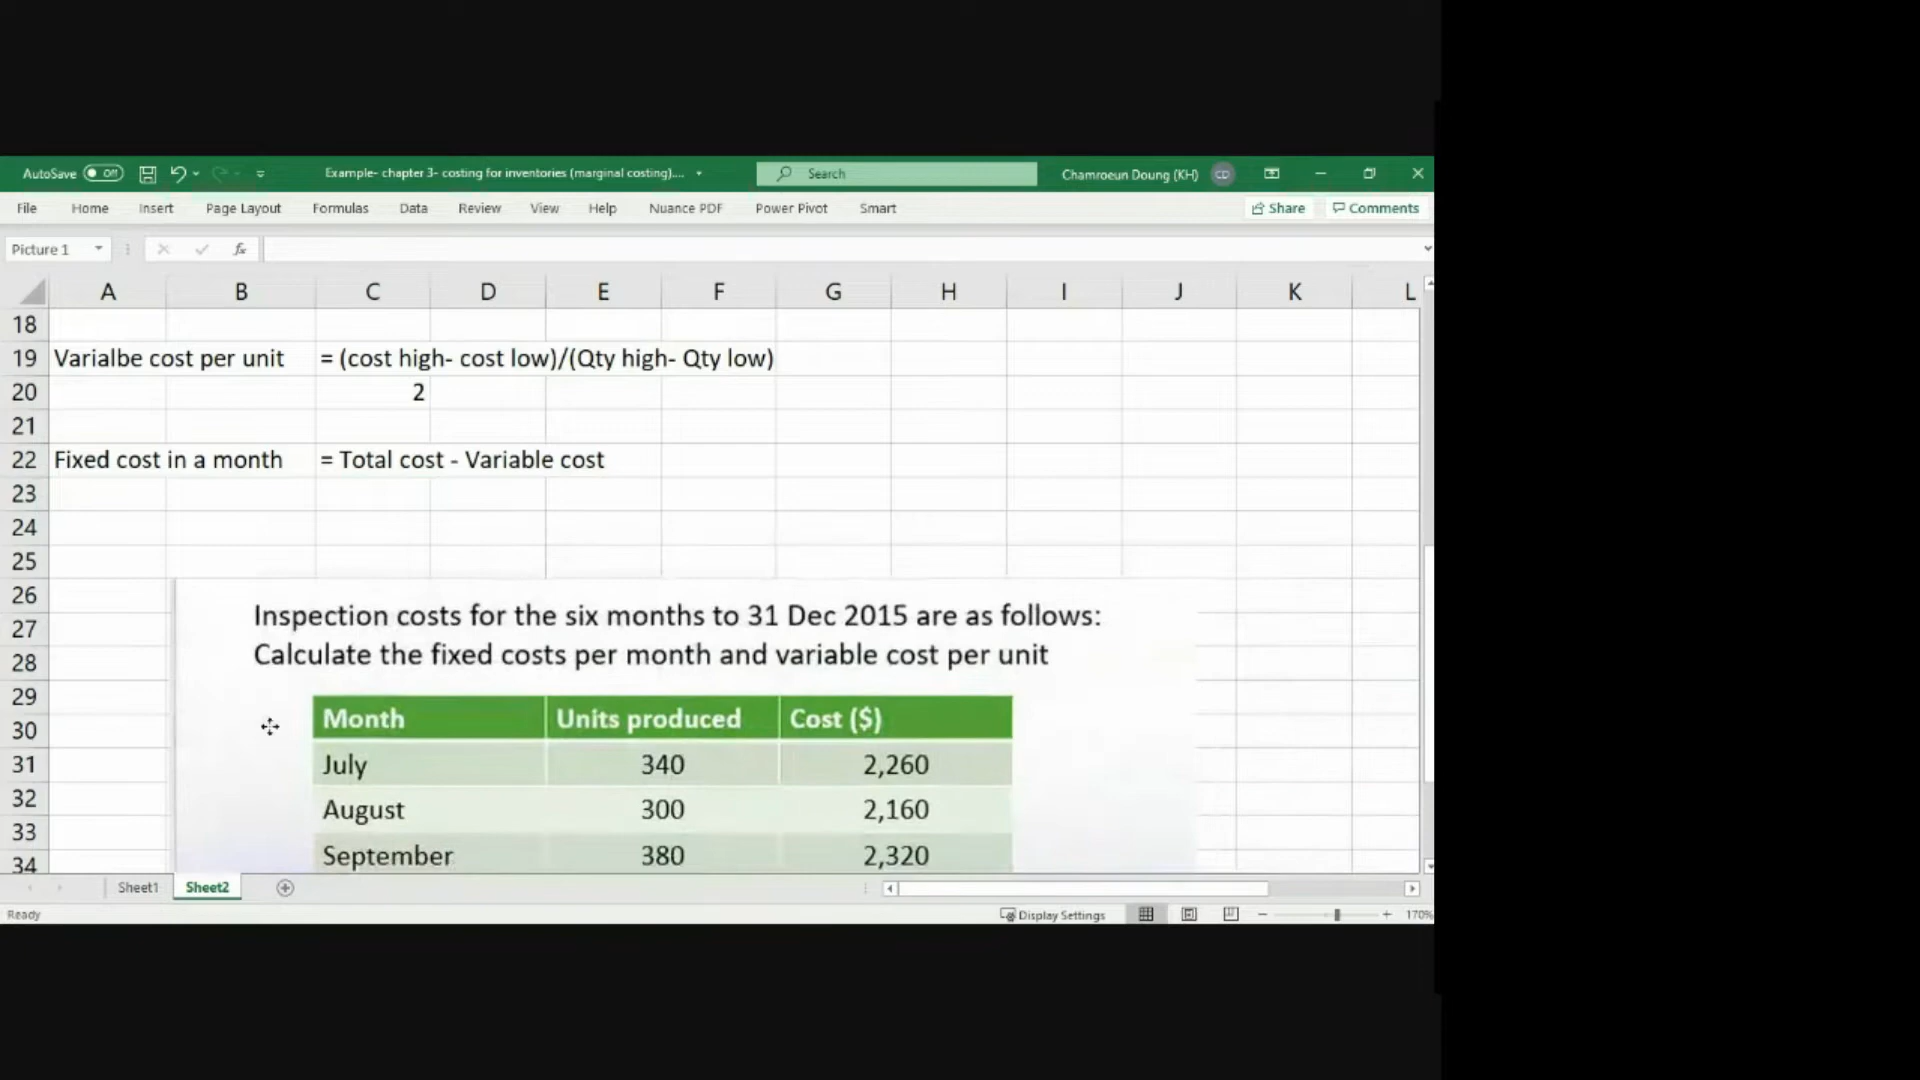 AutoSave Off Example- chapter 3- costing for inventories (marginal costing).... Search Chamroeun Doung (KH) CD
File Home Insert Page Layout Formulas Data Review View Help Nuance PDF Power Pivot Smart Share Comments
Picture 1 fx
A B C D E F G H I J K L
18
19 Varialbe cost per unit = (cost high- cost low)/(Qty high- Qty low)
20 2
21
22 Fixed cost in a month = Total cost - Variable cost
23
24
25
26
27 Inspection costs for the six months to 31 Dec 2015 are as follows:
28 Calculate the fixed costs per month and variable cost per unit
29
30 Month Units produced Cost ($)
31 July 340 2,260
32 August 300 2,160
33 September 380 2,320
34
Sheet1 Sheet2
Ready Display Settings 170%